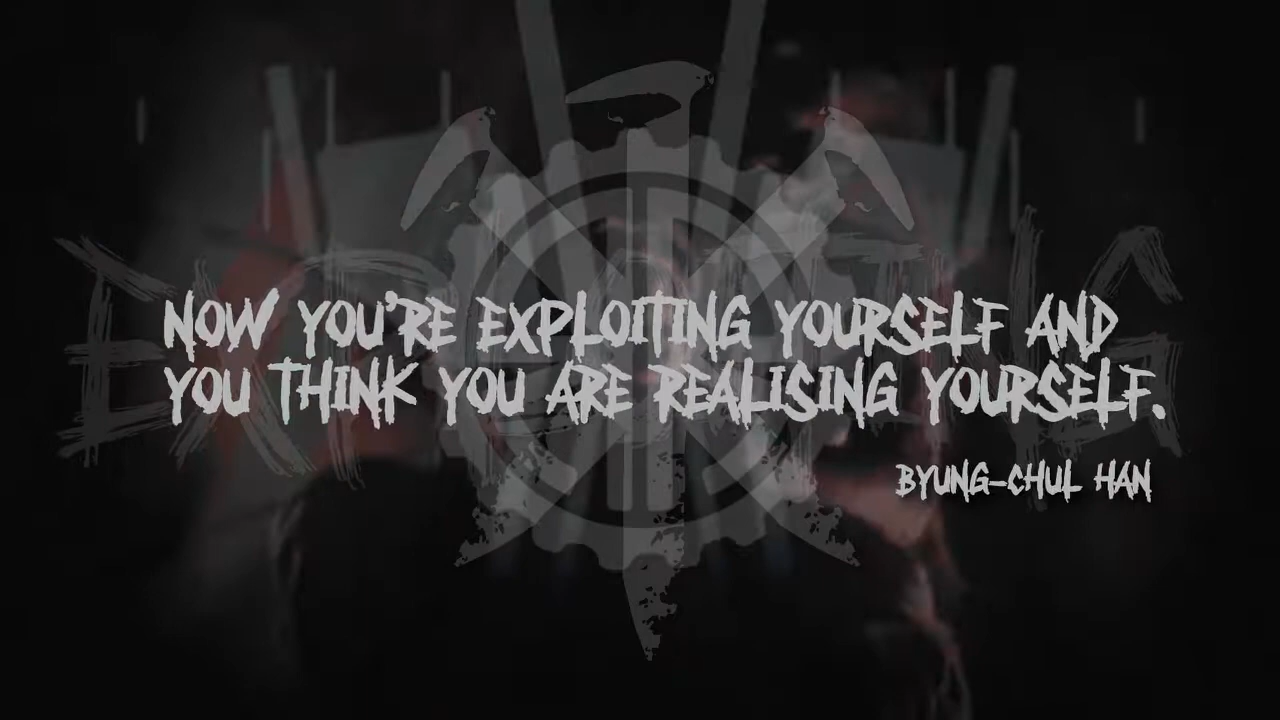 NOW YOU'RE EXPLOITING YOURSELF AND
YOU THINK YOU ARE REALISING YOURSELF.
BYUNG-CHUL HAN